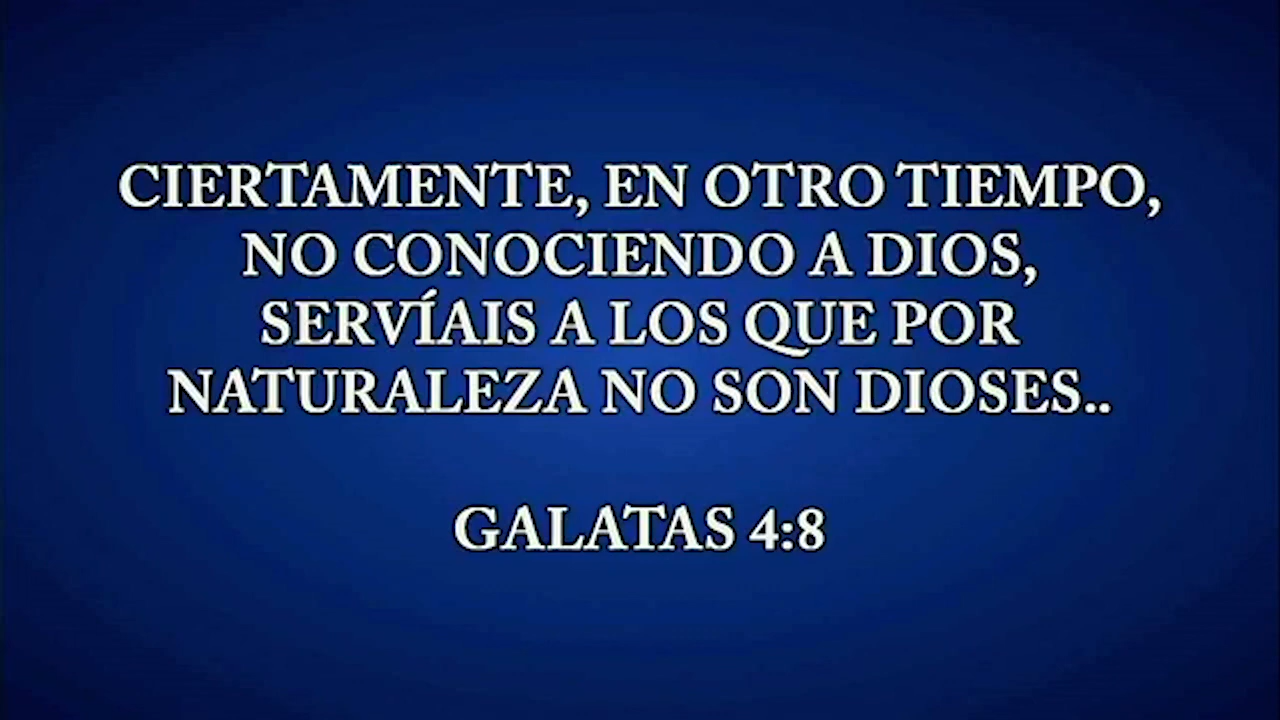 CIERTAMENTE, EN OTRO TIEMPO,
NO CONOCIENDO A DIOS,
SERVÍAIS A LOS QUE POR
NATURALEZA NO SON DIOSES..
GALATAS 4:8